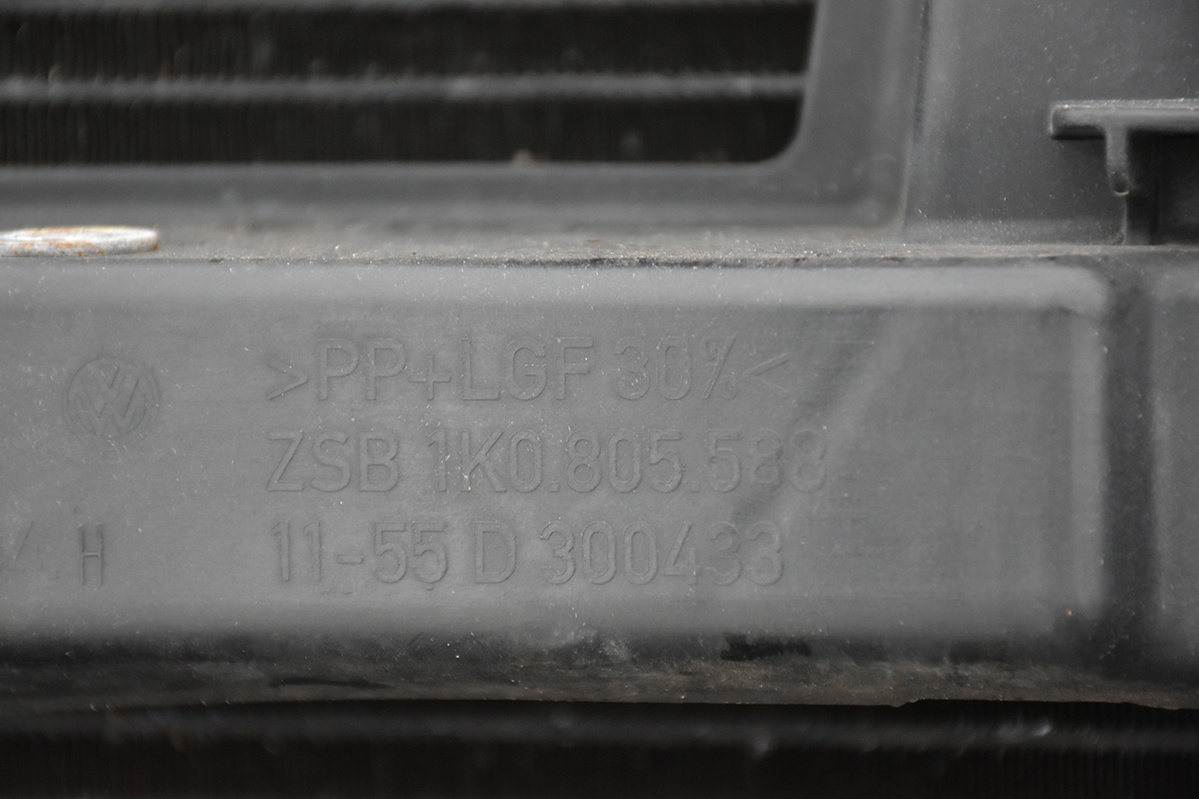 >PP+LGF 30%<
ZSB 1K0.805.588
H 11-55 D 300433